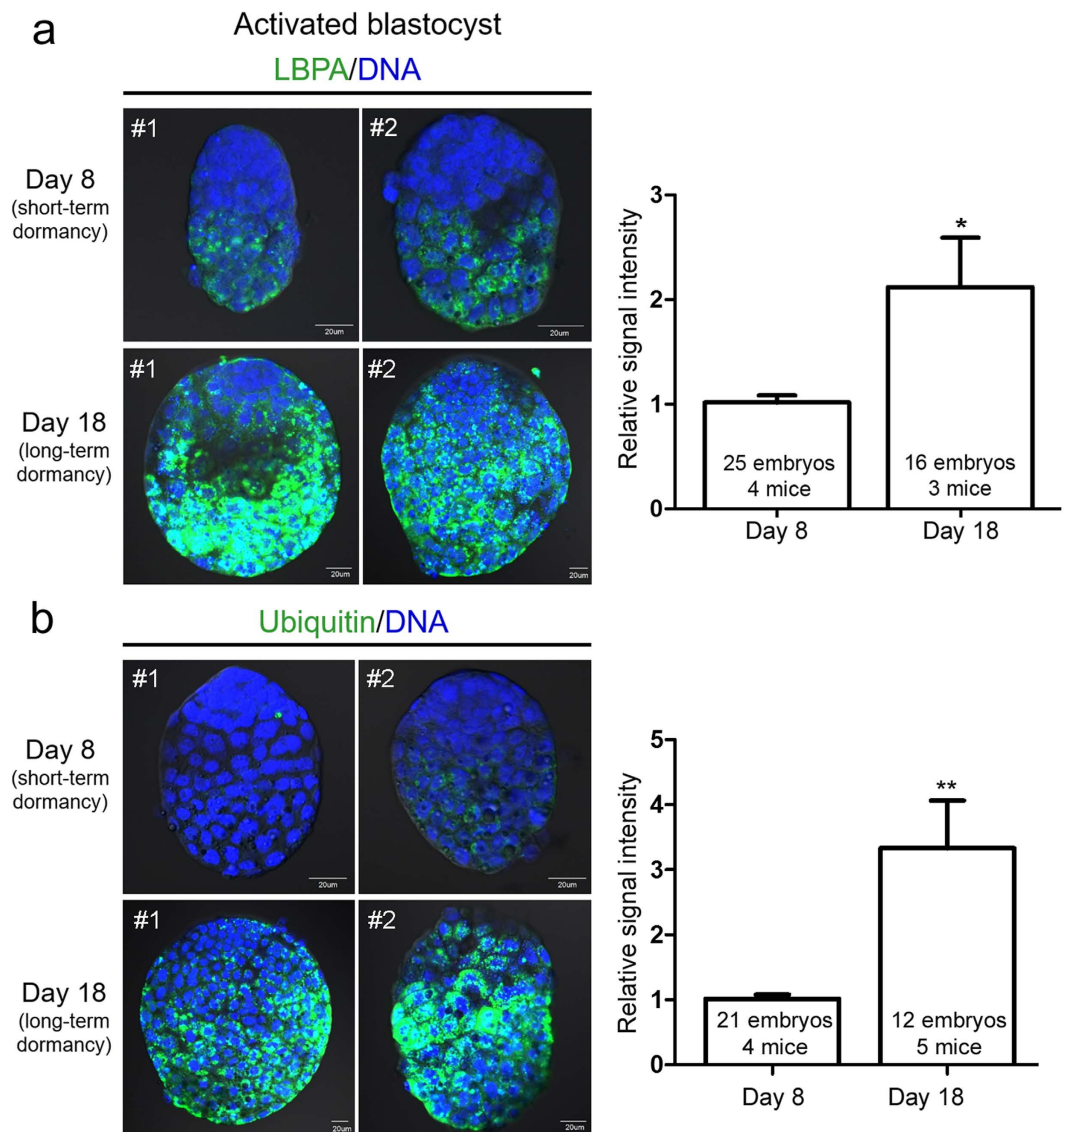 a
Activated blastocyst
LBPA/DNA
Day 8
(short-term
dormancy)
#1
#2
20um
20um
Day 18
(long-term
dormancy)
#1
#2
20um
20um
Relative signal intensity
3
2
1
0
*
25 embryos
4 mice
16 embryos
3 mice
Day 8
Day 18
b
Ubiquitin/DNA
Day 8
(short-term
dormancy)
#1
#2
20um
20um
Day 18
(long-term
dormancy)
#1
#2
20um
20um
Relative signal intensity
5
4
3
2
1
0
**
21 embryos
4 mice
12 embryos
5 mice
Day 8
Day 18